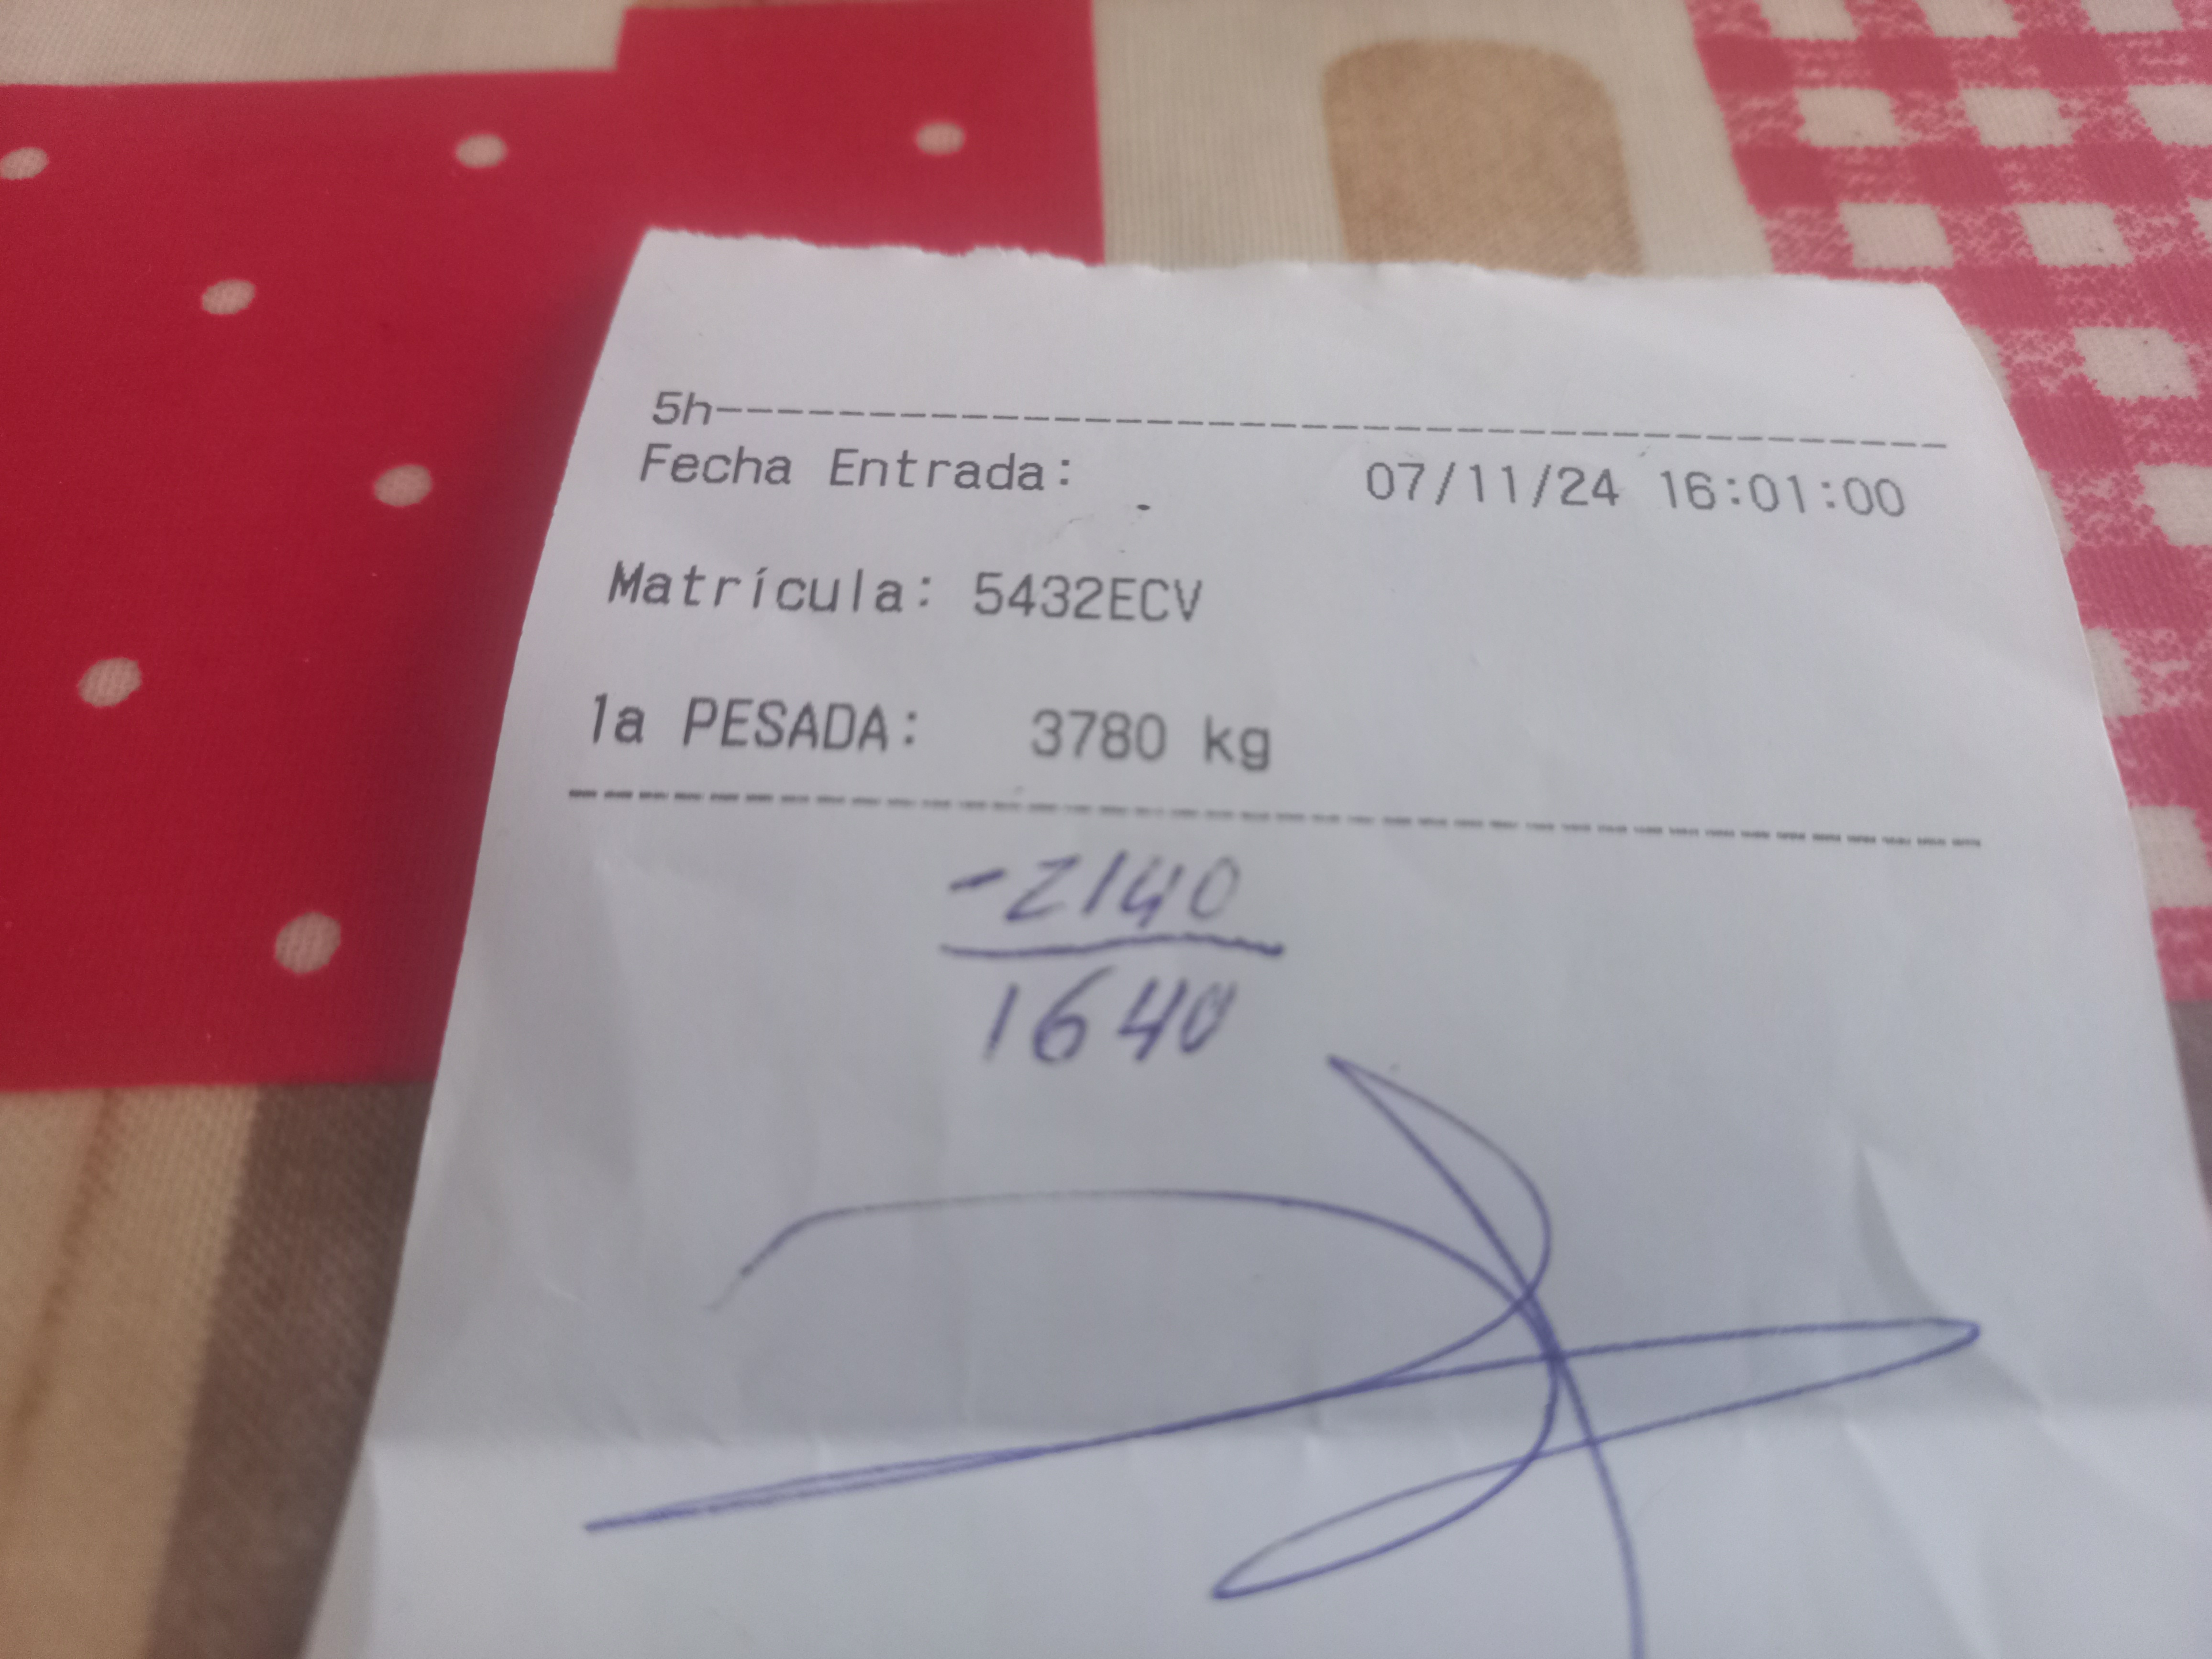 5h----------------------------------------
Fecha Entrada: 07/11/24 16:01:00
Matrícula: 5432ECV
1a PESADA: 3780 kg
----------------------------------------
-2140
1640